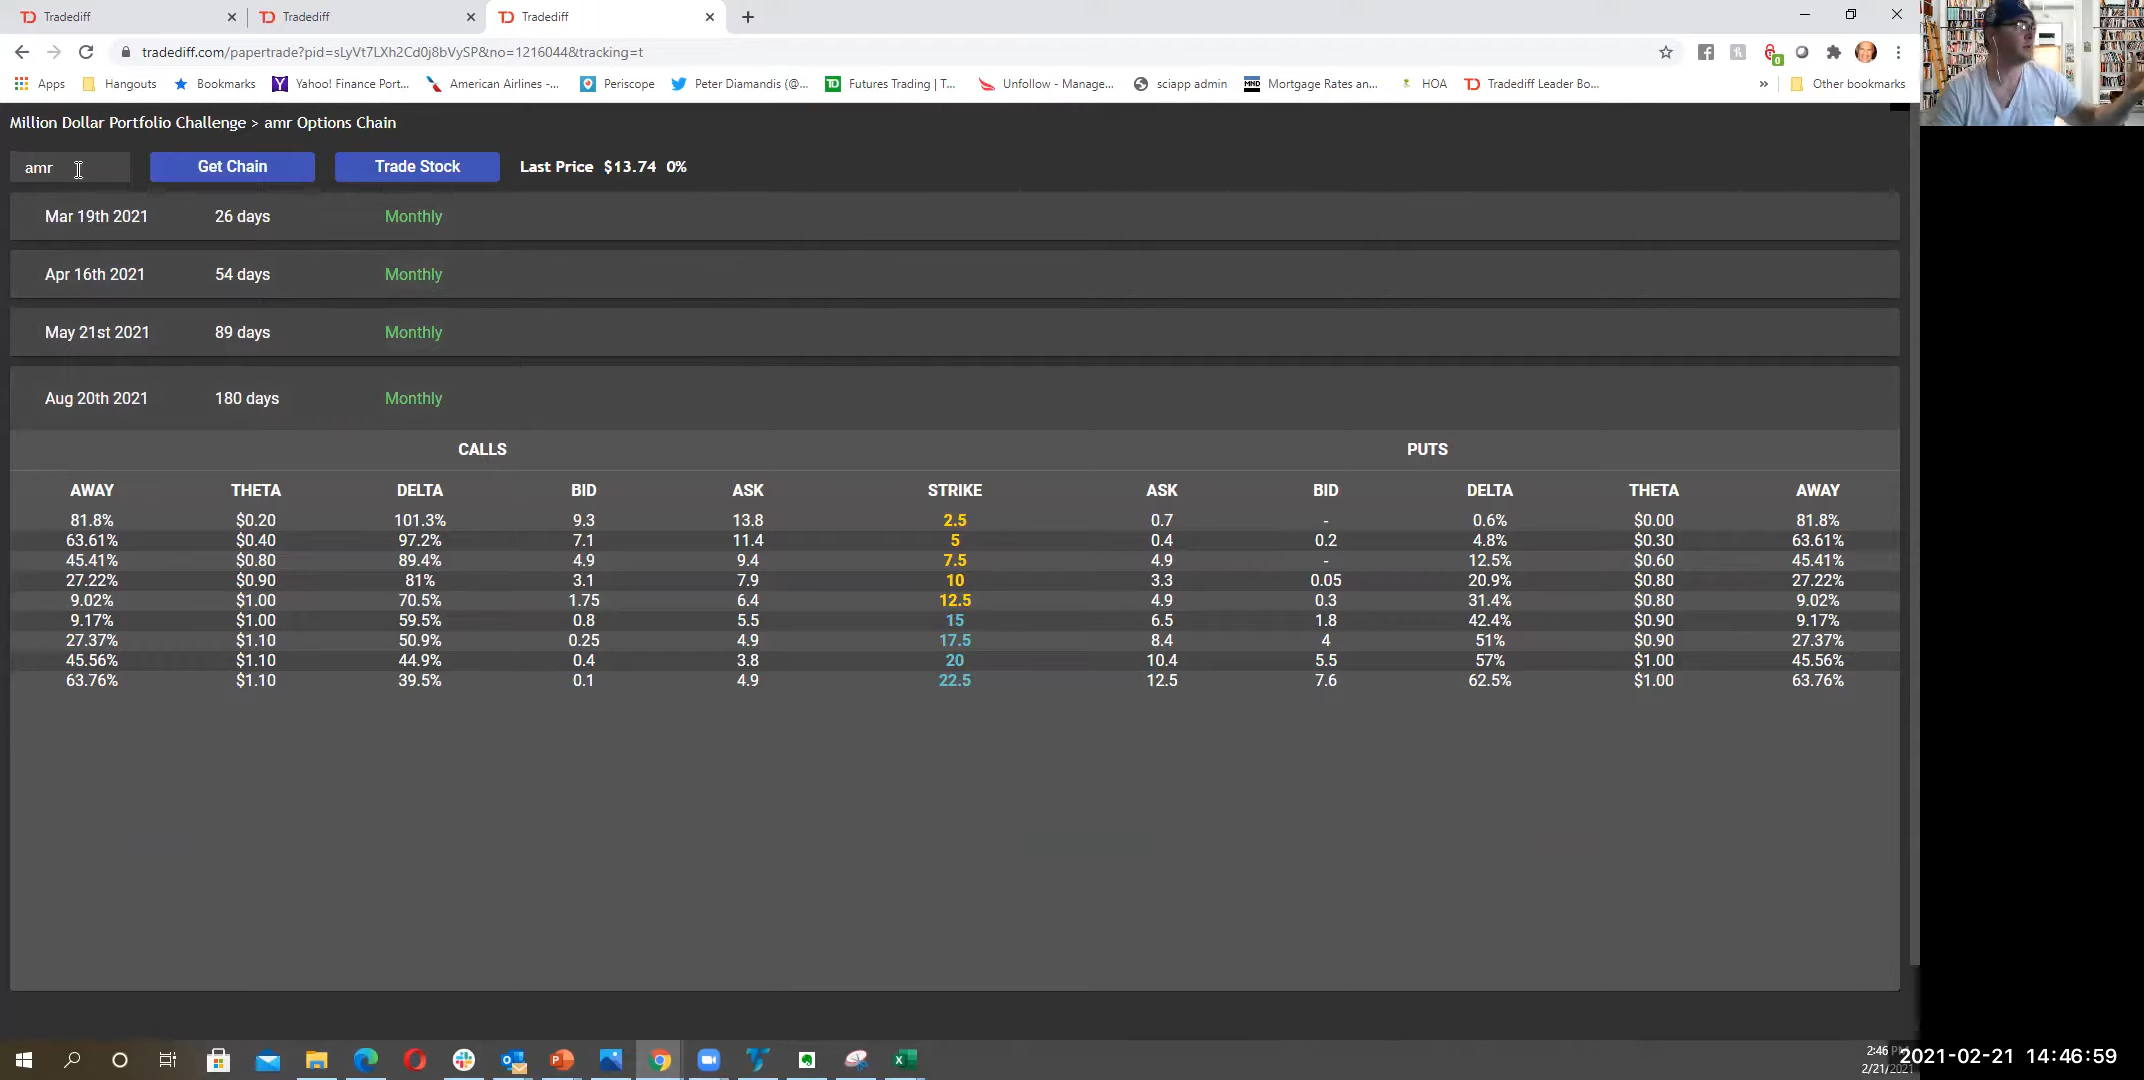 Tradediff Tradediff Tradediff
tradediff.com/papertrade?pid=sLyVt7LXh2Cd0j8bVySP&no=1216044&tracking=t
Apps Hangouts Bookmarks Yahoo! Finance Port... American Airlines -... Periscope Peter Diamandis (@... Futures Trading | T... Unfollow - Manage... sciapp admin Mortgage Rates an... HOA Tradediff Leader Bo... » Other bookmarks
Million Dollar Portfolio Challenge > amr Options Chain
amr Get Chain Trade Stock Last Price $13.74 0%
Mar 19th 2021 26 days Monthly
Apr 16th 2021 54 days Monthly
May 21st 2021 89 days Monthly
Aug 20th 2021 180 days Monthly
CALLS PUTS
AWAY THETA DELTA BID ASK STRIKE ASK BID DELTA THETA AWAY
81.8% $0.20 101.3% 9.3 13.8 2.5 0.7 - 0.6% $0.00 81.8%
63.61% $0.40 97.2% 7.1 11.4 5 0.4 0.2 4.8% $0.30 63.61%
45.41% $0.80 89.4% 4.9 9.4 7.5 4.9 - 12.5% $0.60 45.41%
27.22% $0.90 81% 3.1 7.9 10 3.3 0.05 20.9% $0.80 27.22%
9.02% $1.00 70.5% 1.75 6.4 12.5 4.9 0.3 31.4% $0.80 9.02%
9.17% $1.00 59.5% 0.8 5.5 15 6.5 1.8 42.4% $0.90 9.17%
27.37% $1.10 50.9% 0.25 4.9 17.5 8.4 4 51% $0.90 27.37%
45.56% $1.10 44.9% 0.4 3.8 20 10.4 5.5 57% $1.00 45.56%
63.76% $1.10 39.5% 0.1 4.9 22.5 12.5 7.6 62.5% $1.00 63.76%
2:46 PM
2021-02-21 14:46:59
2/21/2021